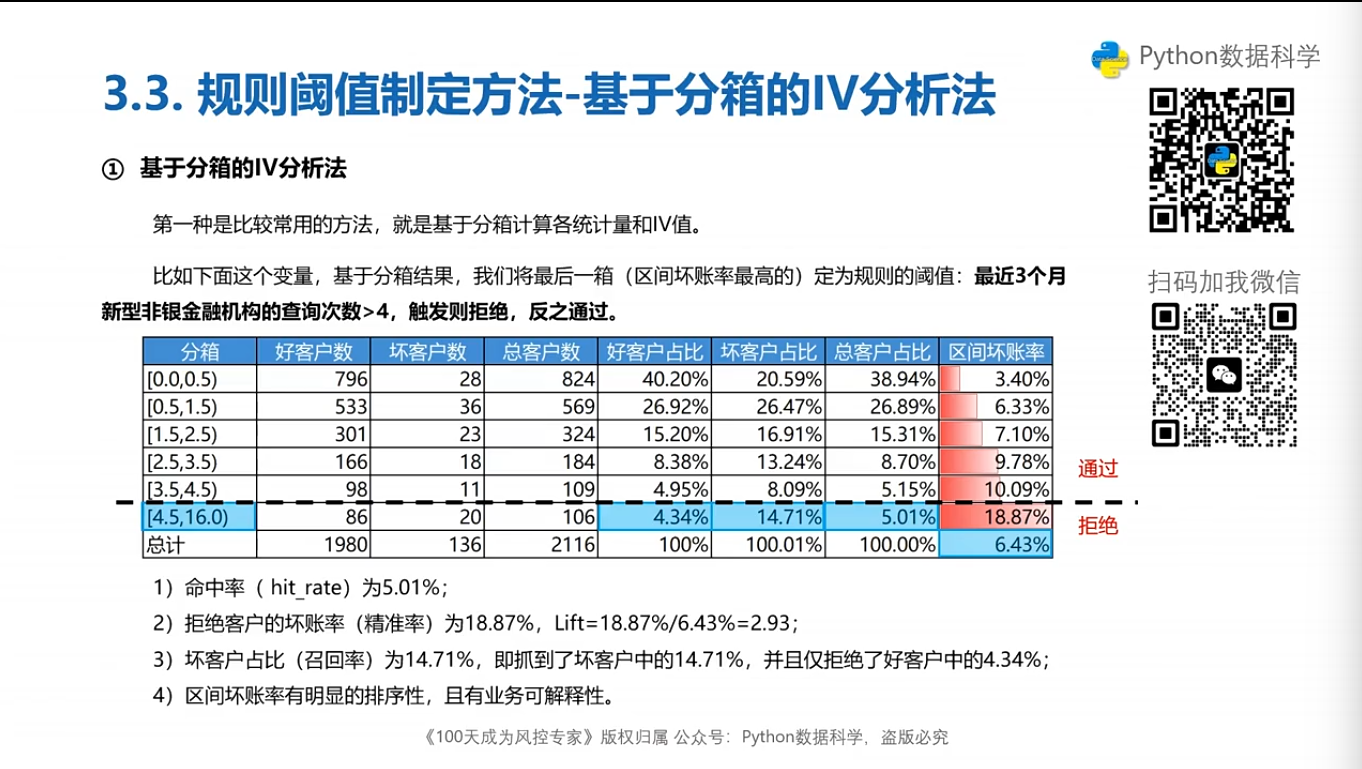 Python数据科学
3.3. 规则阈值制定方法-基于分箱的IV分析法
① 基于分箱的IV分析法
第一种是比较常用的方法，就是基于分箱计算各统计量和IV值。
比如下面这个变量，基于分箱结果，我们将最后一箱（区间坏账率最高的）定为规则的阈值：最近3个月
新型非银金融机构的查询次数>4，触发则拒绝，反之通过。
扫码加我微信
分箱 好客户数 坏客户数 总客户数 好客户占比 坏客户占比 总客户占比 区间坏账率
[0.0,0.5) 796 28 824 40.20% 20.59% 38.94% 3.40%
[0.5,1.5) 533 36 569 26.92% 26.47% 26.89% 6.33%
[1.5,2.5) 301 23 324 15.20% 16.91% 15.31% 7.10%
[2.5,3.5) 166 18 184 8.38% 13.24% 8.70% 9.78%
通过
[3.5,4.5) 98 11 109 4.95% 8.09% 5.15% 10.09%
[4.5,16.0) 86 20 106 4.34% 14.71% 5.01% 18.87%
拒绝
总计 1980 136 2116 100% 100.01% 100.00% 6.43%
1）命中率（ hit_rate）为5.01%；
2）拒绝客户的坏账率（精准率）为18.87%，Lift=18.87%/6.43%=2.93；
3）坏客户占比（召回率）为14.71%，即抓到了坏客户中的14.71%，并且仅拒绝了好客户中的4.34%；
4）区间坏账率有明显的排序性，且有业务可解释性。
《100天成为风控专家》版权归属 公众号：Python数据科学，盗版必究